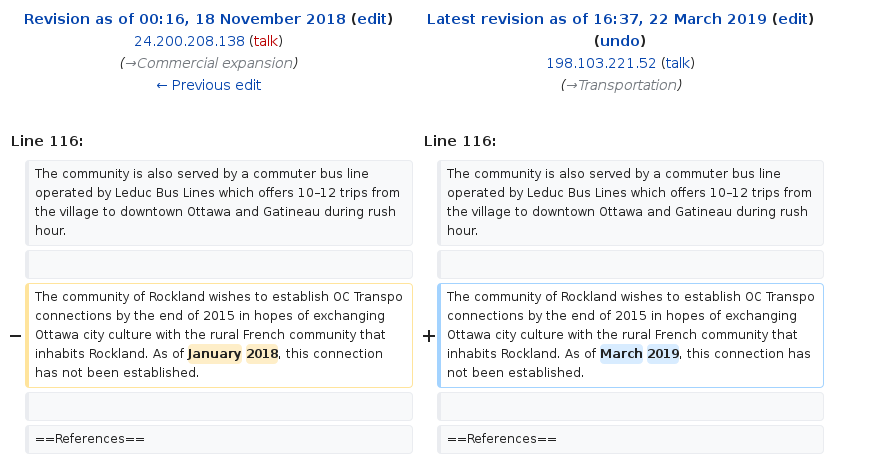 Revision as of 00:16, 18 November 2018 (edit)
24.200.208.138 (talk)
(→Commercial expansion)
← Previous edit
Latest revision as of 16:37, 22 March 2019 (edit)
(undo)
198.103.221.52 (talk)
(→Transportation)
Line 116:
The community is also served by a commuter bus line
operated by Leduc Bus Lines which offers 10–12 trips from
the village to downtown Ottawa and Gatineau during rush
hour.
− The community of Rockland wishes to establish OC Transpo
connections by the end of 2015 in hopes of exchanging
Ottawa city culture with the rural French community that
inhabits Rockland. As of January 2018, this connection
has not been established.
==References==
Line 116:
The community is also served by a commuter bus line
operated by Leduc Bus Lines which offers 10–12 trips from
the village to downtown Ottawa and Gatineau during rush
hour.
+ The community of Rockland wishes to establish OC Transpo
connections by the end of 2015 in hopes of exchanging
Ottawa city culture with the rural French community that
inhabits Rockland. As of March 2019, this connection has
not been established.
==References==